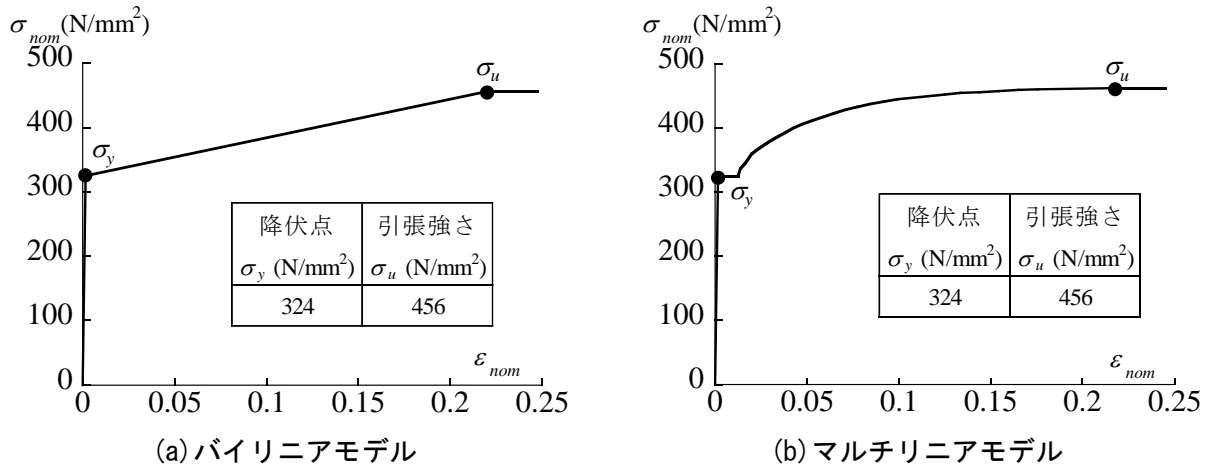 σnom(N/mm²)
500
400
300
200
100
0
σy
σu
降伏点 引張強さ
σy (N/mm²) σu (N/mm²)
324 456
εnom
0 0.05 0.1 0.15 0.2 0.25
(a) バイリニアモデル
σnom(N/mm²)
500
400
300
200
100
0
σy
σu
降伏点 引張強さ
σy (N/mm²) σu (N/mm²)
324 456
εnom
0 0.05 0.1 0.15 0.2 0.25
(b) マルチリニアモデル